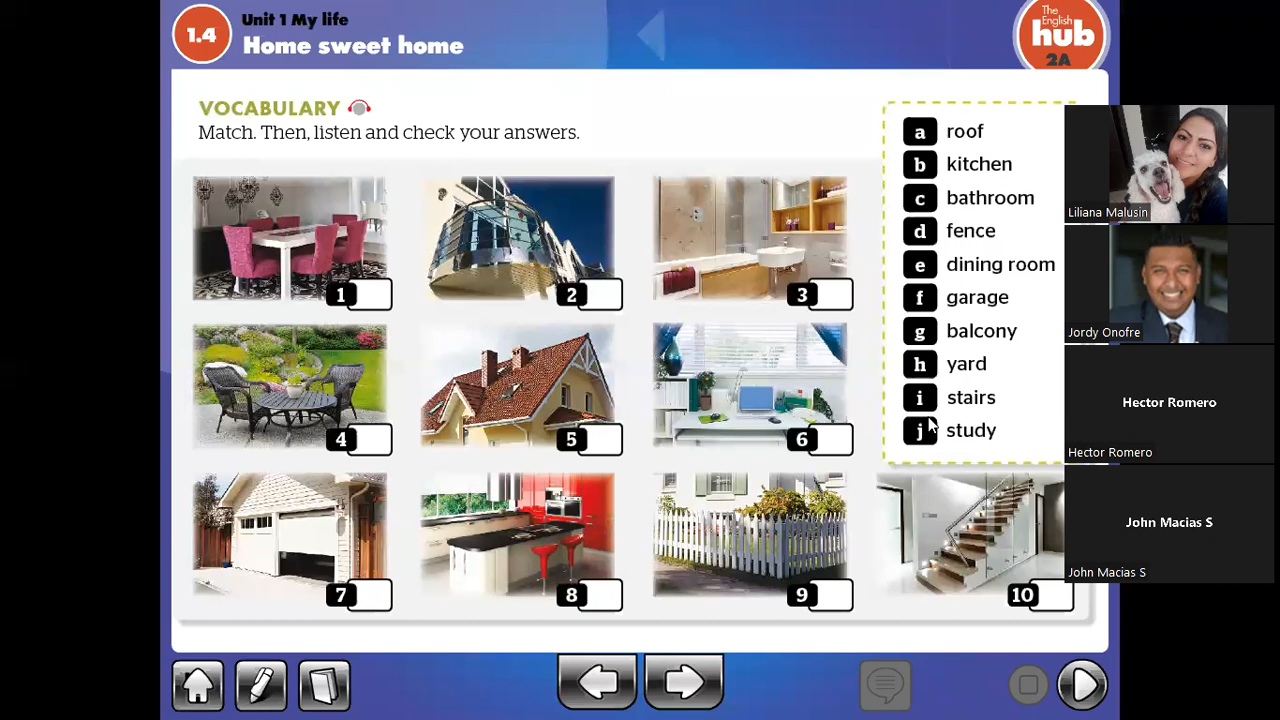 1.4
Unit 1 My life
Home sweet home
The
English
hub
2A
VOCABULARY
Match. Then, listen and check your answers.
a roof
b kitchen
c bathroom
d fence
e dining room
f garage
g balcony
h yard
i stairs
j study
1
2
3
4
5
6
7
8
9
10
Liliana Malusin
Jordy Onofre
Hector Romero
Hector Romero
John Macias S
John Macias S